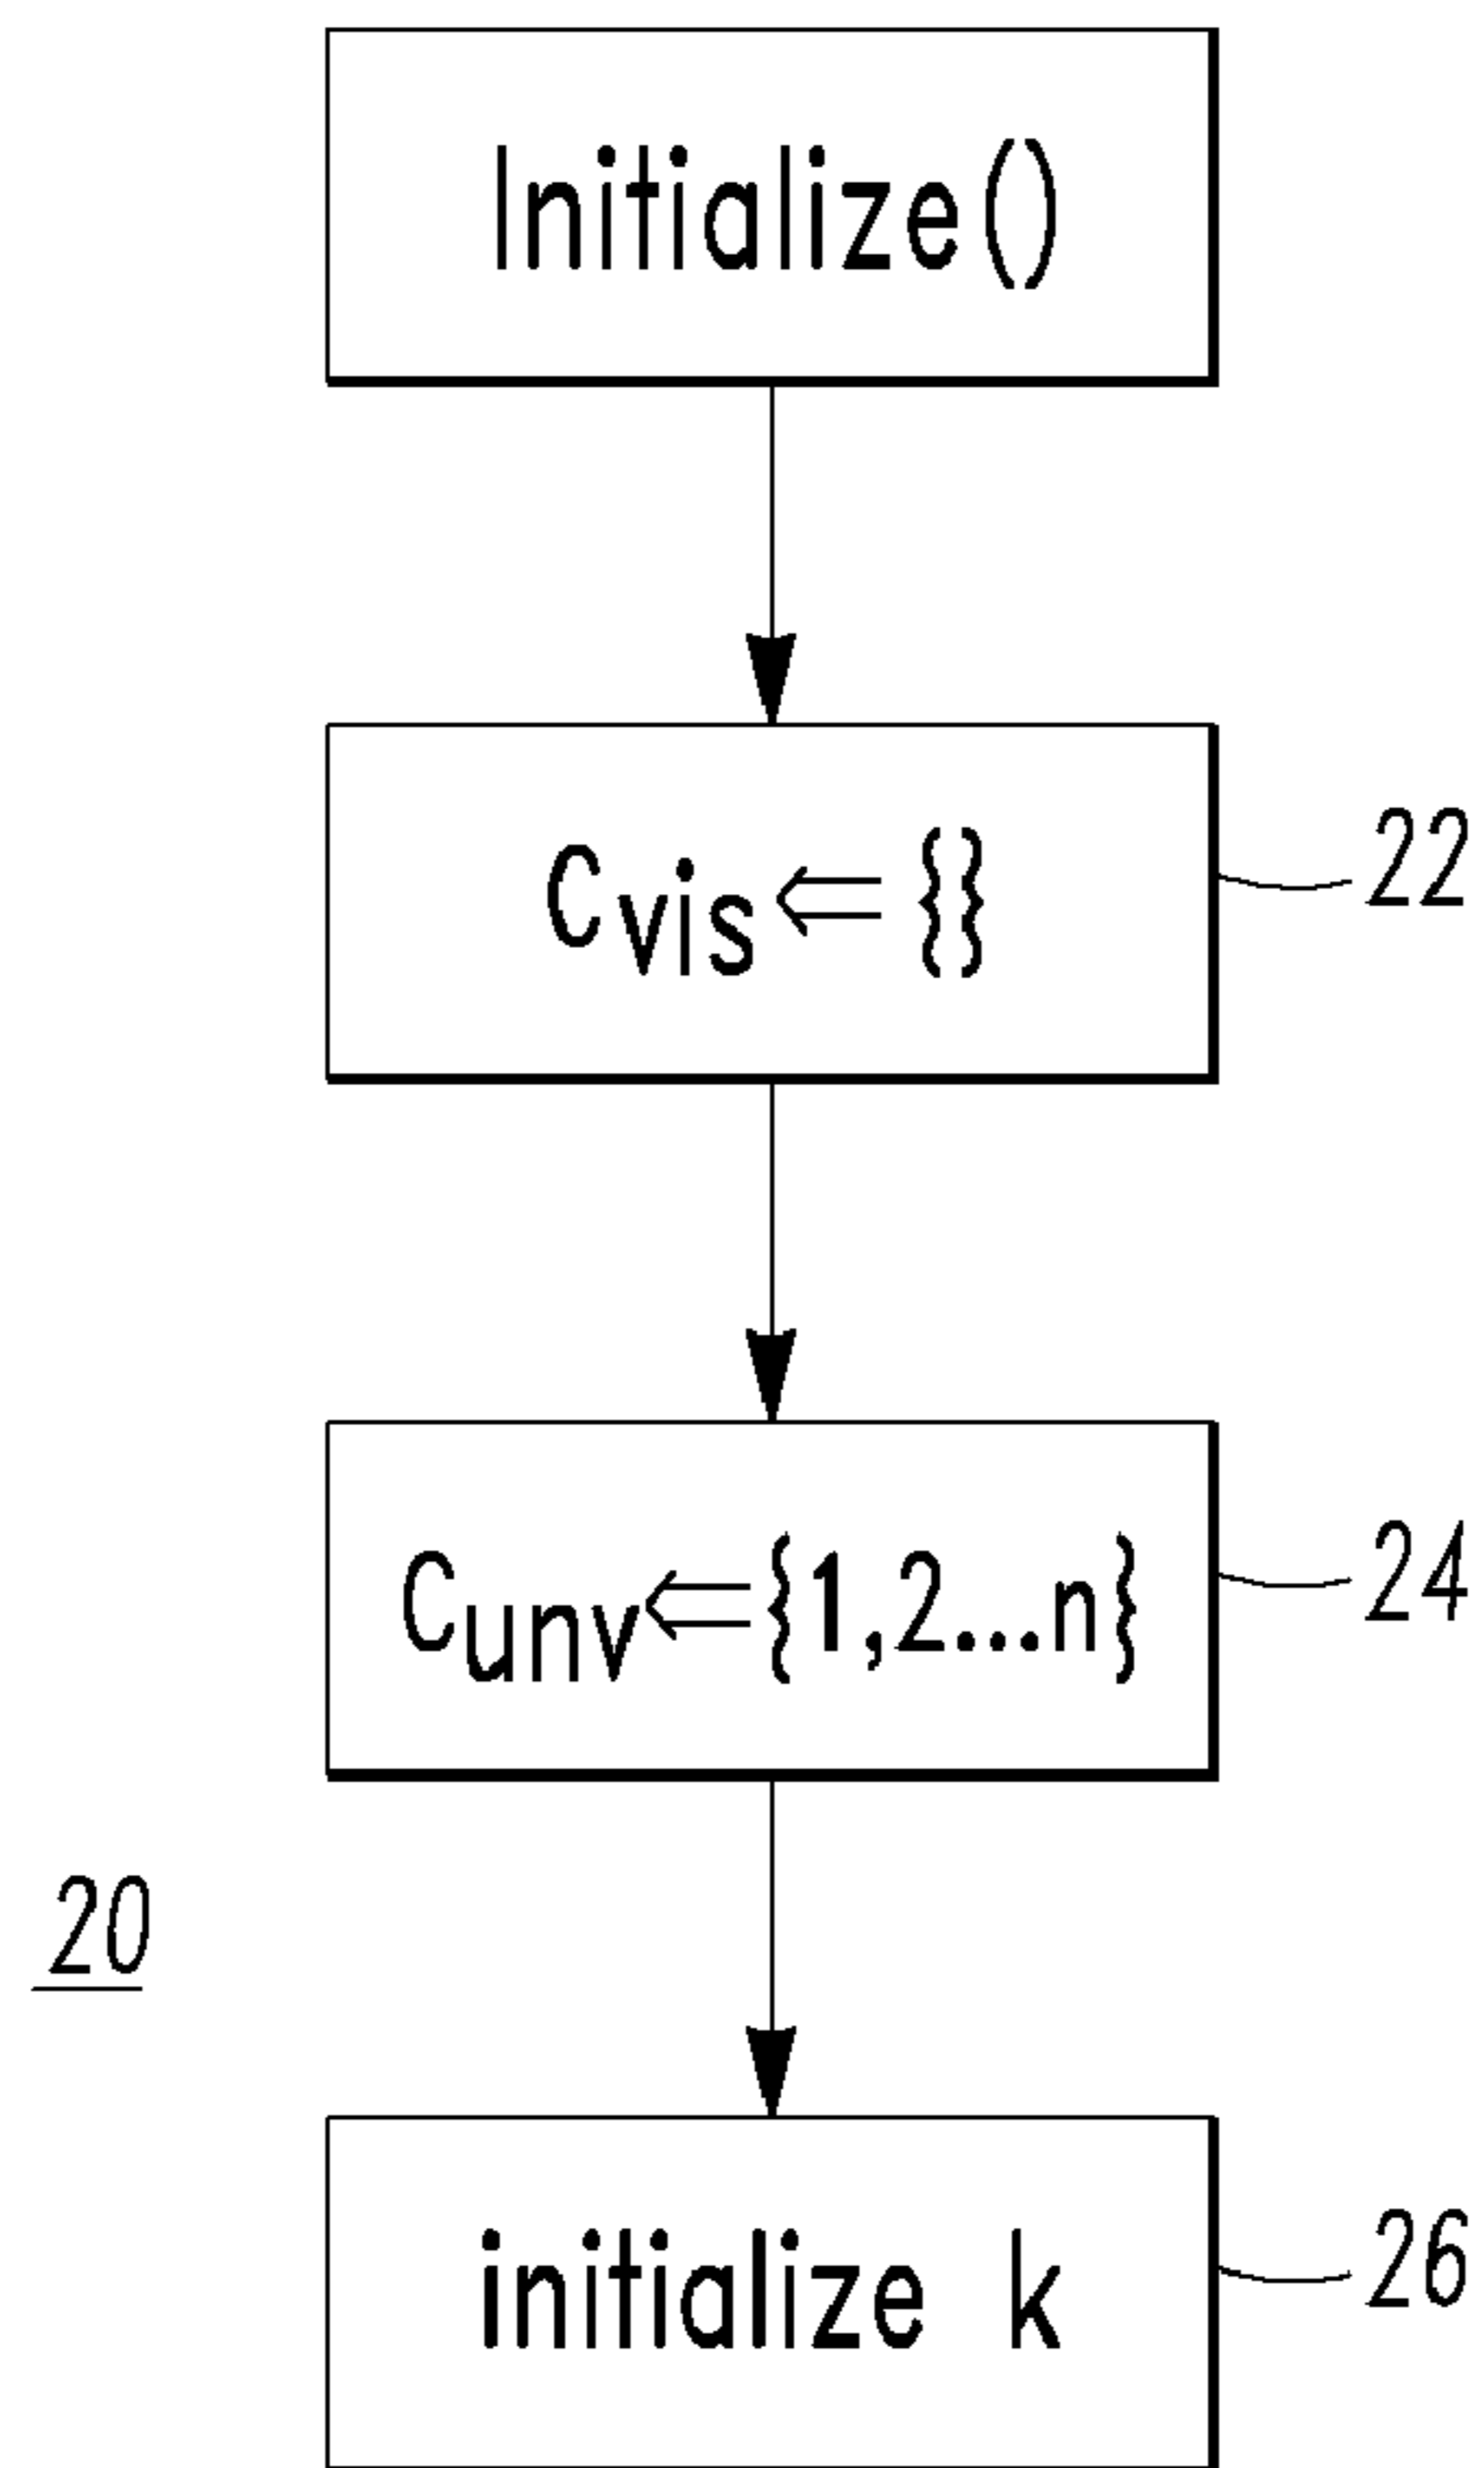 Initialize()
Cvis⇐ {} 22
Cunv⇐{1,2...n} 24
20
initialize k 26